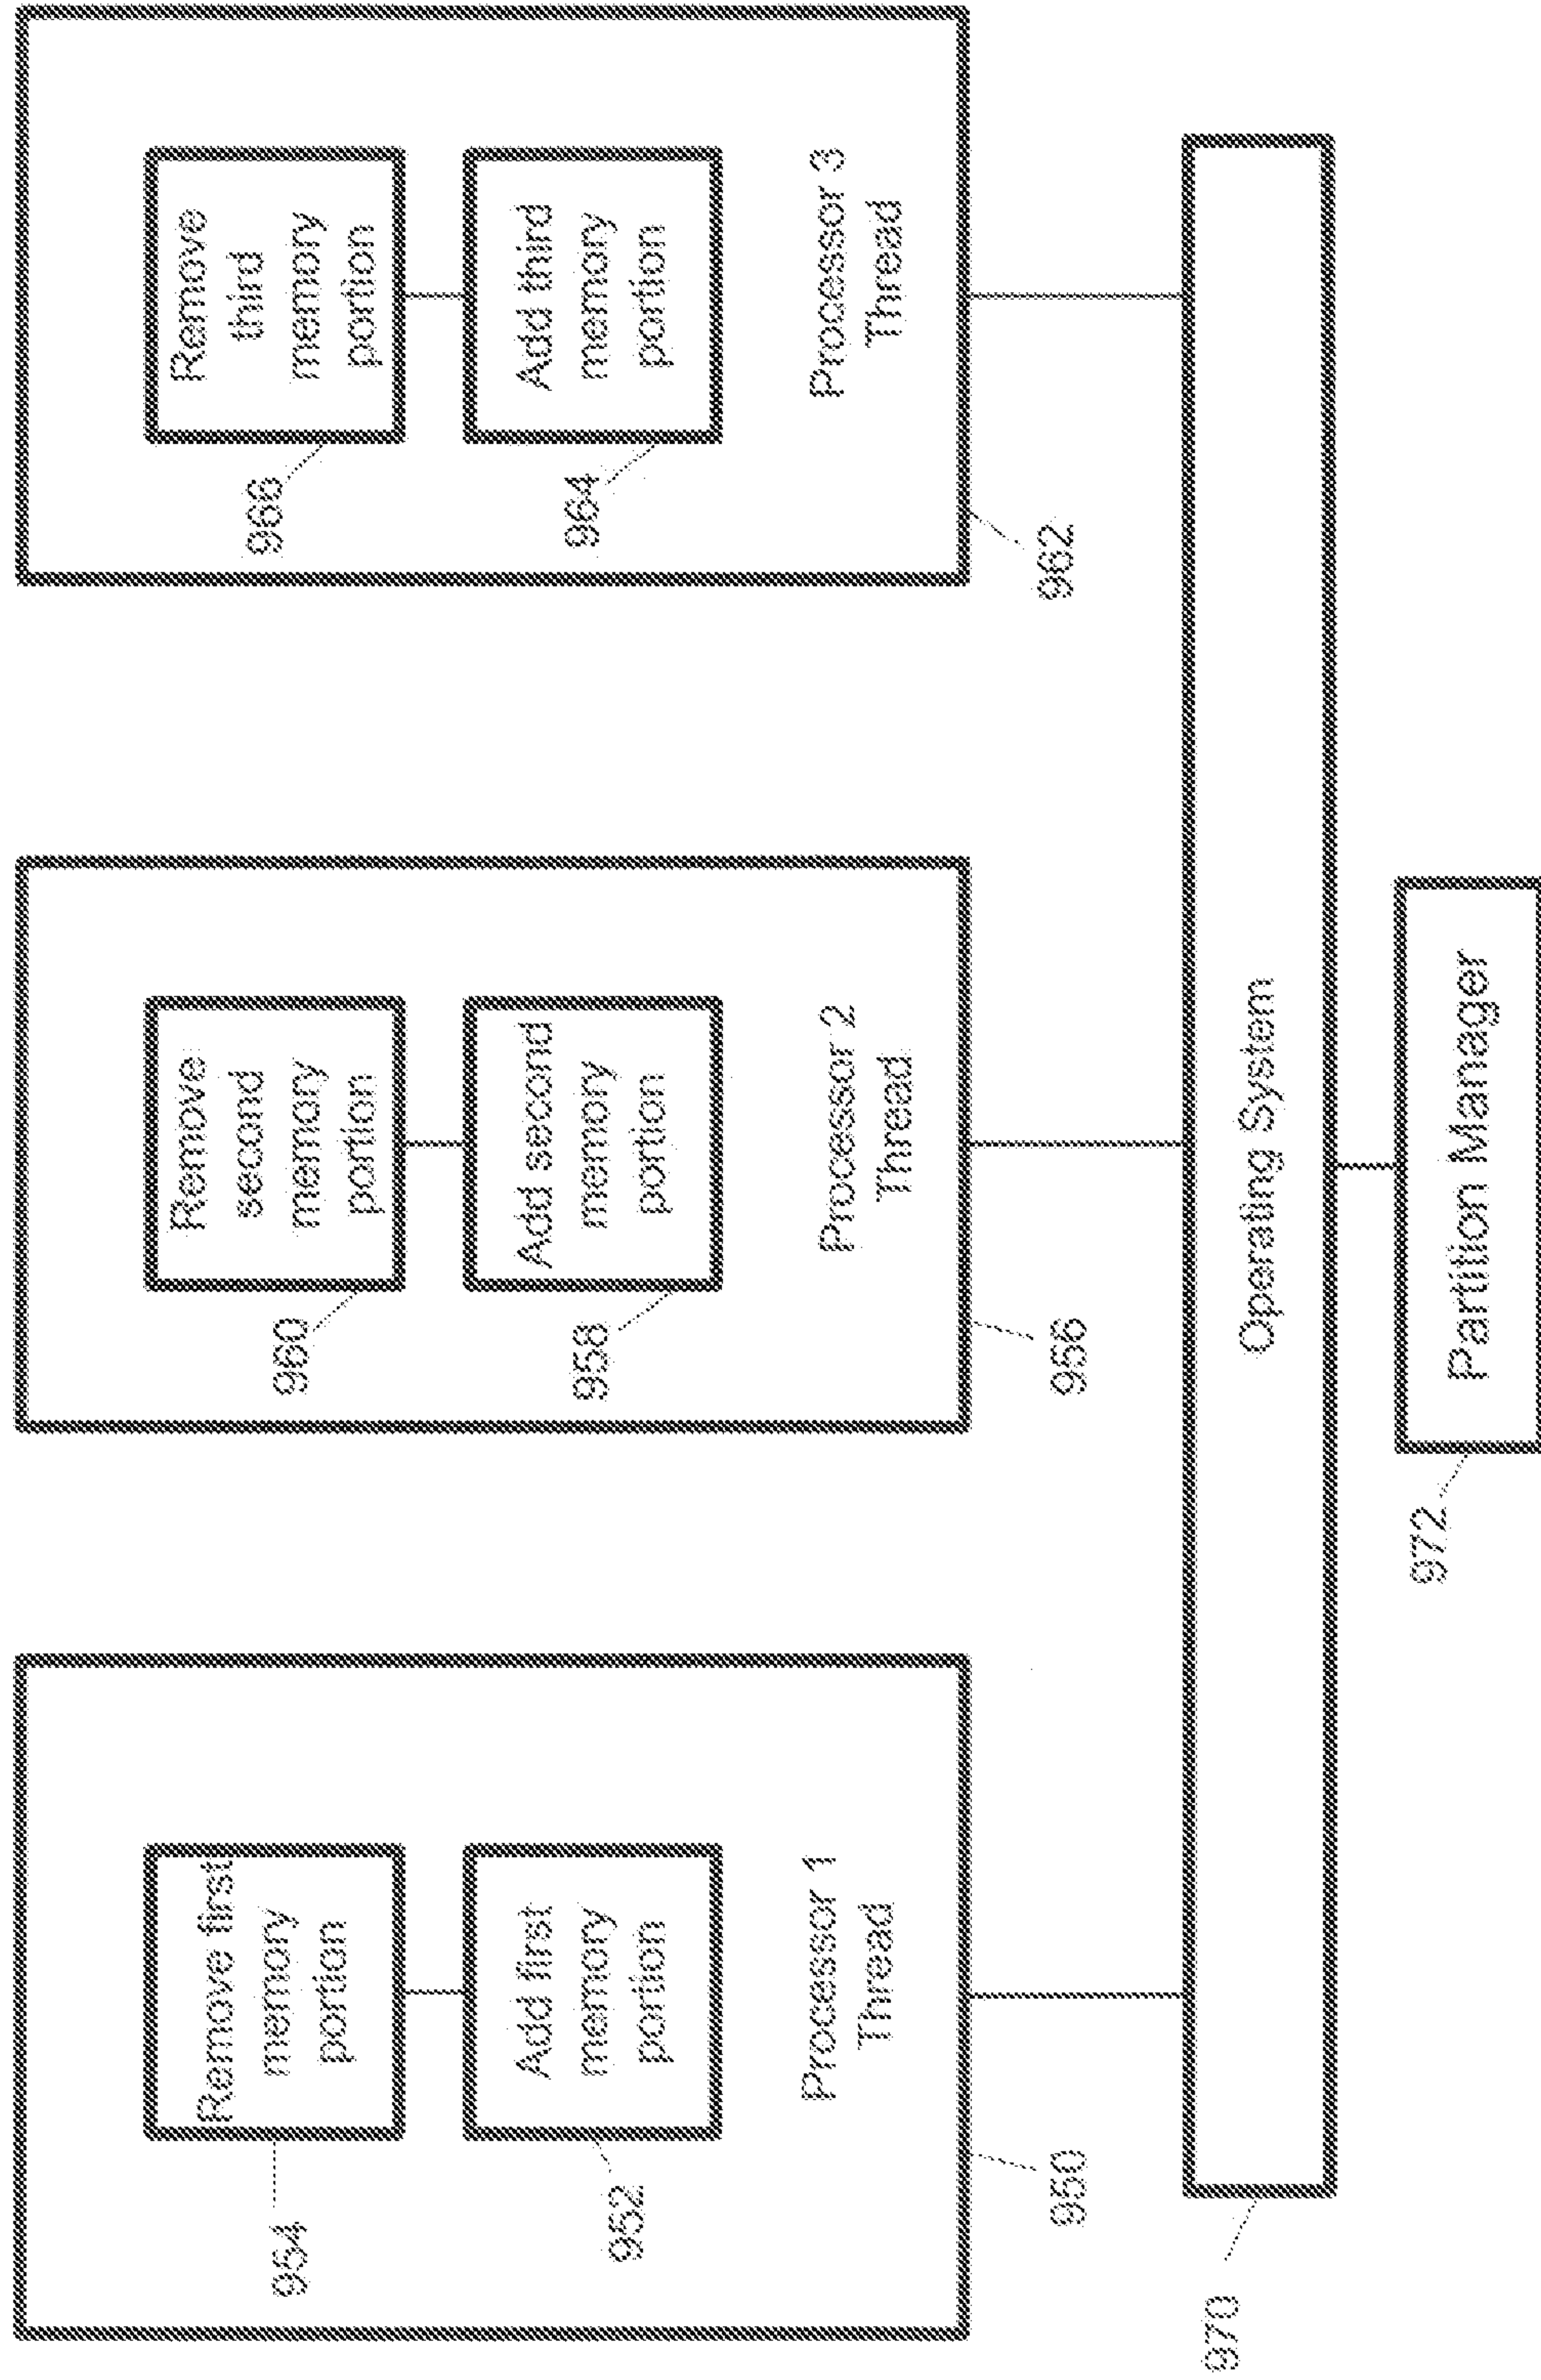 Remove first
memory
portion
954
Add first
memory
portion
952
Processor 1
Thread
950
Remove
second
memory
portion
960
Add second
memory
portion
958
Processor 2
Thread
956
Remove
third
memory
portion
966
Add third
memory
portion
964
Processor 3
Thread
962
Operating System
970
Partition Manager
972